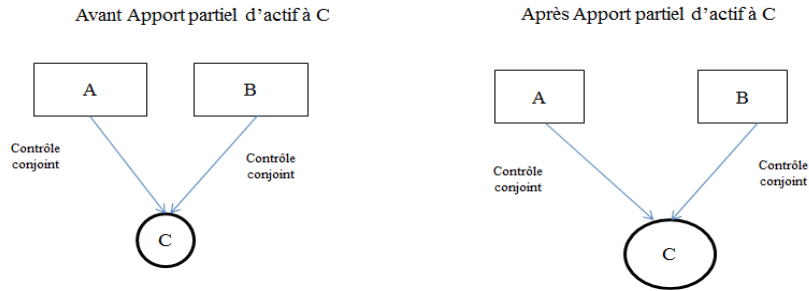 Avant Apport partiel d’actif à C
A
B
Contrôle
conjoint
Contrôle
conjoint
C
Après Apport partiel d’actif à C
A
B
Contrôle
conjoint
Contrôle
conjoint
C